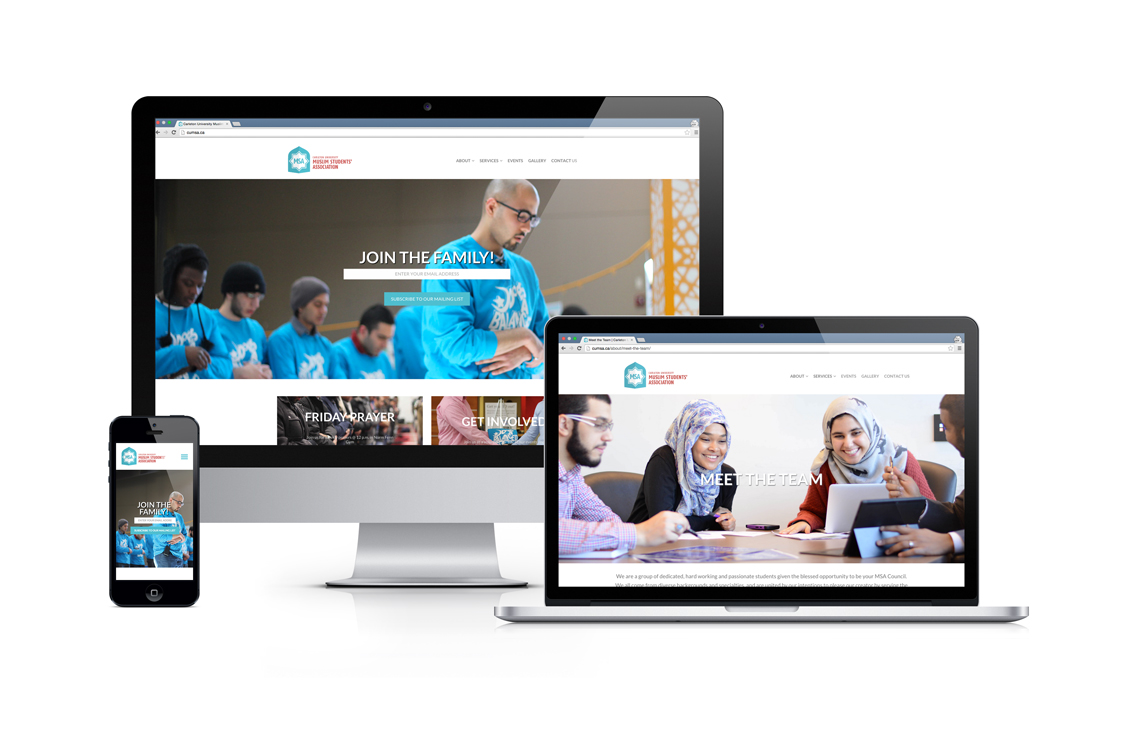 Carleton University Musli
cumsa.ca
MSA
CARLETON UNIVERSITY
MUSLIM STUDENTS'
ASSOCIATION
ABOUT SERVICES EVENTS GALLERY CONTACT US
JOIN THE FAMILY!
ENTER YOUR EMAIL ADDRESS
SUBSCRIBE TO OUR MAILING LIST
FRIDAY PRAYER
GET INVOLVED
Meet the Team | Carleton
cumsa.ca/about/meet-the-team/
MSA
CARLETON UNIVERSITY
MUSLIM STUDENTS'
ASSOCIATION
ABOUT SERVICES EVENTS GALLERY CONTACT US
MEET THE TEAM
We are a group of dedicated, hard working and passionate students given the blessed opportunity to be your MSA Council.
We all come from diverse backgrounds and specialties, and are united by our intentions to please our creator by serving the
MSA
MUSLIM STUDENTS'
ASSOCIATION
JOIN THE
FAMILY!
ENTER YOUR EMAIL ADDRESS
SUBSCRIBE TO OUR MAILING LIST